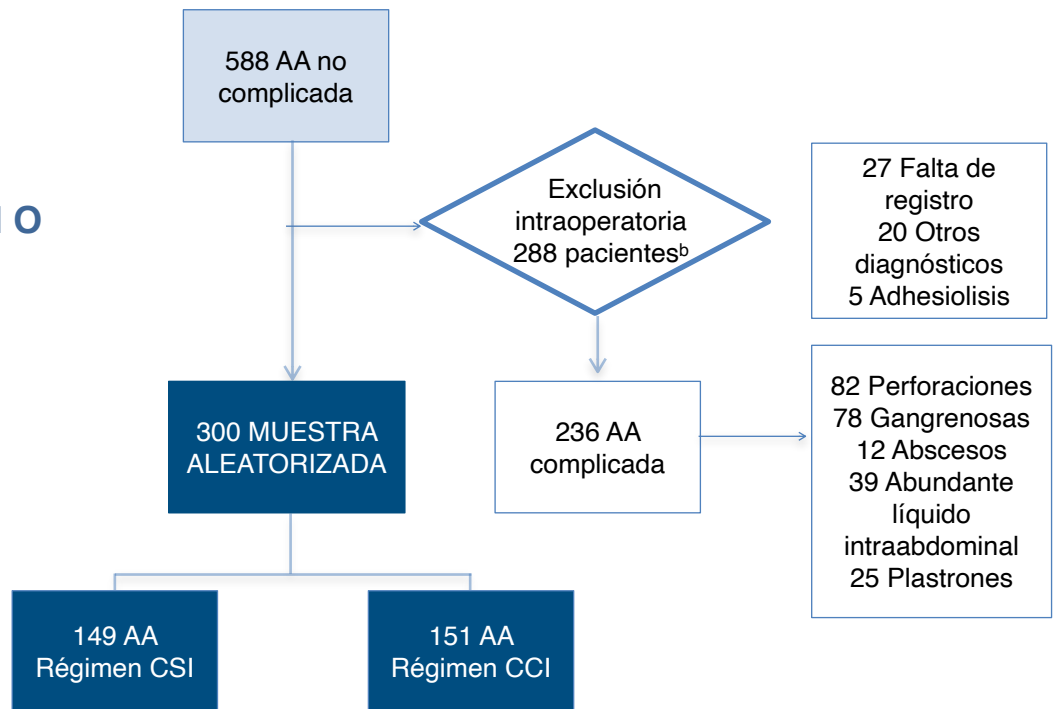 588 AA no
complicada
IO
Exclusión
intraoperatoria
288 pacientesᵇ
27 Falta de
registro
20 Otros
diagnósticos
5 Adhesiolisis
300 MUESTRA
ALEATORIZADA
236 AA
complicada
82 Perforaciones
78 Gangrenosas
12 Abscesos
39 Abundante
líquido
intraabdominal
25 Plastrones
149 AA
Régimen CSI
151 AA
Régimen CCI